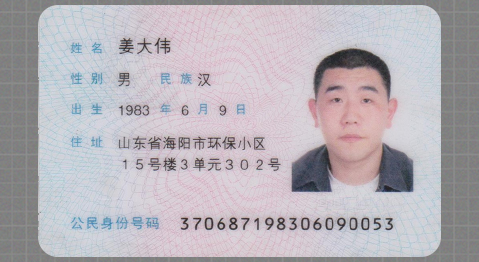 姓名 姜大伟
性别 男 民族 汉
出生 1983 年 6 月 9 日
住址 山东省海阳市环保小区
15号楼3单元302号
公民身份号码 370687198306090053